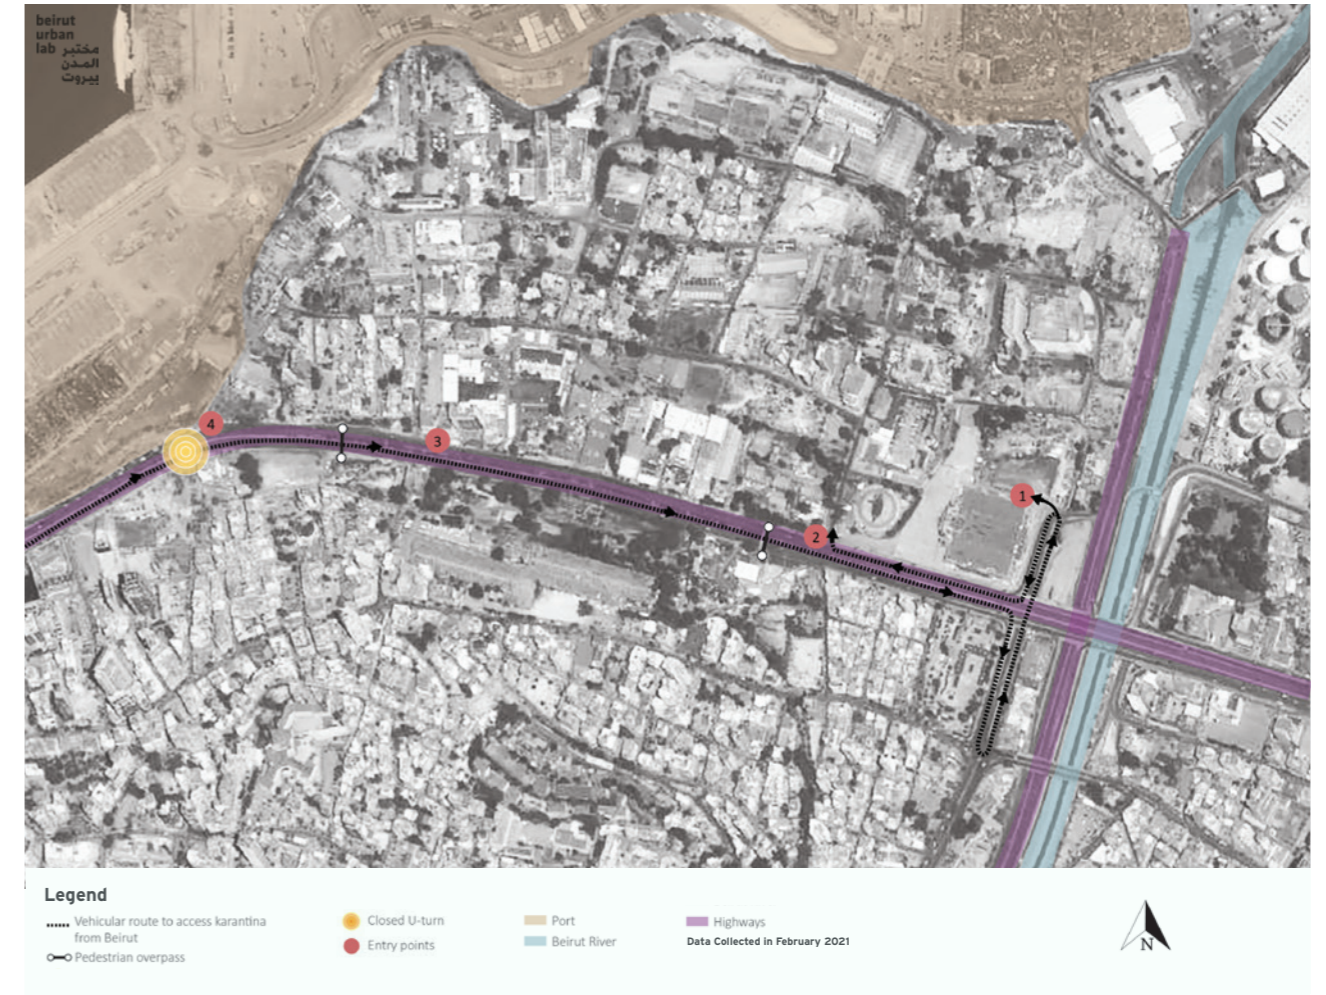 beirut
urban
lab مختبر
المدن
بيروت
4
3
1
2
Legend
Vehicular route to access karantina
from Beirut
Pedestrian overpass
Closed U-turn
Entry points
Port
Beirut River
Highways
Data Collected in February 2021
N